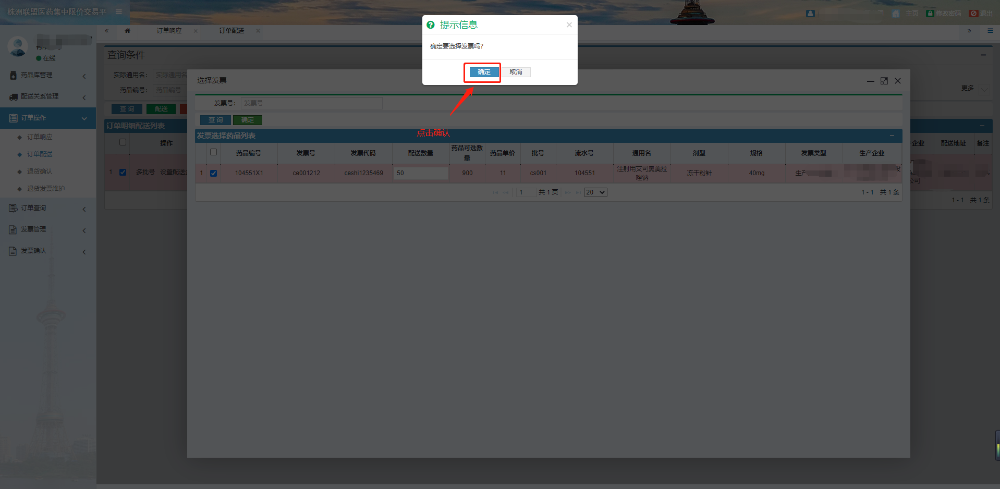 株洲联盟医药集中限价交易平
主页
修改密码
退出
订单响应
订单配送
在线
药品库管理
配送关系管理
订单操作
订单响应
订单配送
退货确认
退货发票维护
订单查询
发票管理
发票确认
查询条件
实际通用名:
实际通用名
药品编号:
药品编号
更多
查 询
配送
订单明细配送列表
操作
企业
配送地址
备注
1
多批号
设置配送
公司
1 - 1 共 1 条
提示信息
确定要选择发票吗?
确定
取消
点击确认
选择发票
发票号:
发票号
查 询
确定
发票选择药品列表
药品编号
发票号
发票代码
配送数量
药品可选数
量
药品单价
批号
流水号
通用名
剂型
规格
发票类型
生产企业
1
104551X1
ce001212
ceshi1235469
50
900
11
cs001
104551
注射用艾司奥美拉
唑钠
冻干粉针
40mg
生产
1
共 1 页
20
1 - 1 共 1 条